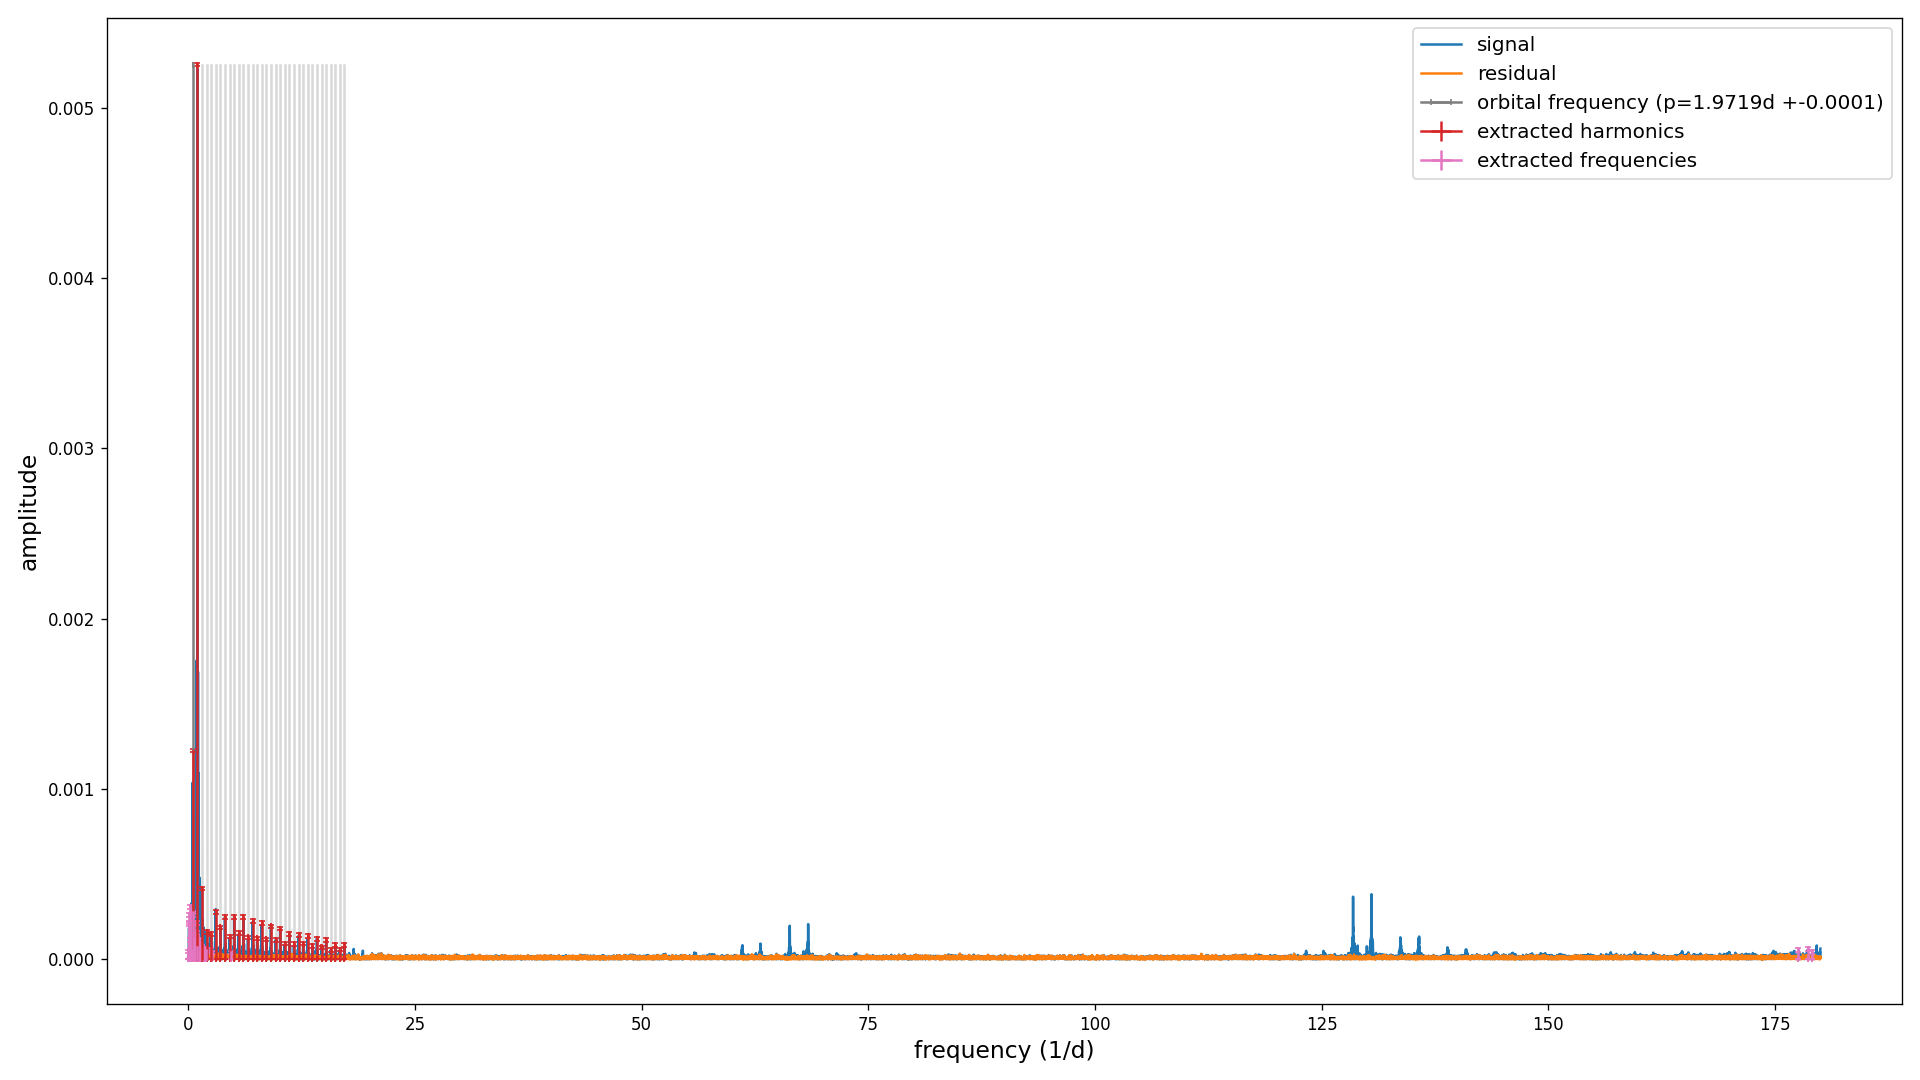 signal
residual
orbital frequency (p=1.9719d +-0.0001)
extracted harmonics
extracted frequencies
amplitude
0.005
0.004
0.003
0.002
0.001
0.000
0 25 50 75 100 125 150 175
frequency (1/d)